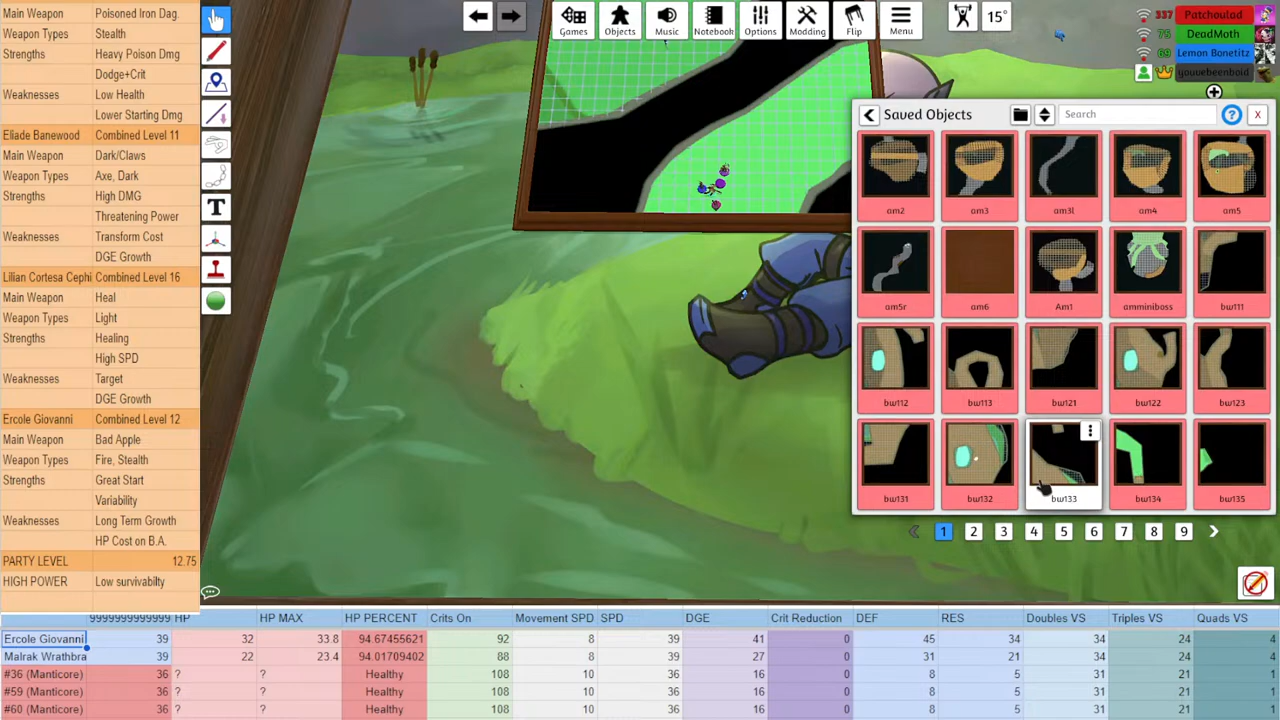 Main Weapon Poisoned Iron Dag.
Weapon Types Stealth
Strengths Heavy Poison Dmg
Dodge+Crit
Weaknesses Low Health
Lower Starting Dmg
Eliade Banewood Combined Level 11
Main Weapon Dark/Claws
Weapon Types Axe, Dark
Strengths High DMG
Threatening Power
Weaknesses Transform Cost
DGE Growth
Lilian Cortesa Cephi Combined Level 16
Main Weapon Heal
Weapon Types Light
Strengths Healing
High SPD
Weaknesses Target
DGE Growth
Ercole Giovanni Combined Level 12
Main Weapon Bad Apple
Weapon Types Fire, Stealth
Strengths Great Start
Variability
Weaknesses Long Term Growth
HP Cost on B.A.
PARTY LEVEL 12.75
HIGH POWER Low survivabilty
Games Objects Music Notebook Options Modding Flip Menu 15°
337 Patchoulad
75 DeadMoth
69 Lemon Bonetitz
youvebeenboid
Saved Objects Search ? X
am2 am3 am3l am4 am5
am5r am6 Am1 amminiboss bw111
bw112 bw113 bw121 bw122 bw123
bw131 bw132 bw133 bw134 bw135
1 2 3 4 5 6 7 8 9
9999999999999 HP HP MAX HP PERCENT Crits On Movement SPD SPD DGE Crit Reduction DEF RES Doubles VS Triples VS Quads VS
Ercole Giovanni 39 32 33.8 94.67455621 92 8 39 41 0 45 34 34 24 4
Malrak Wrathbra 39 22 23.4 94.01709402 88 8 39 27 0 31 21 34 24 4
#36 (Manticore) 36 ? ? Healthy 108 10 36 16 0 8 5 31 21 1
#59 (Manticore) 36 ? ? Healthy 108 10 36 16 0 8 5 31 21 1
#60 (Manticore) 36 ? ? Healthy 108 10 36 16 0 8 5 31 21 1